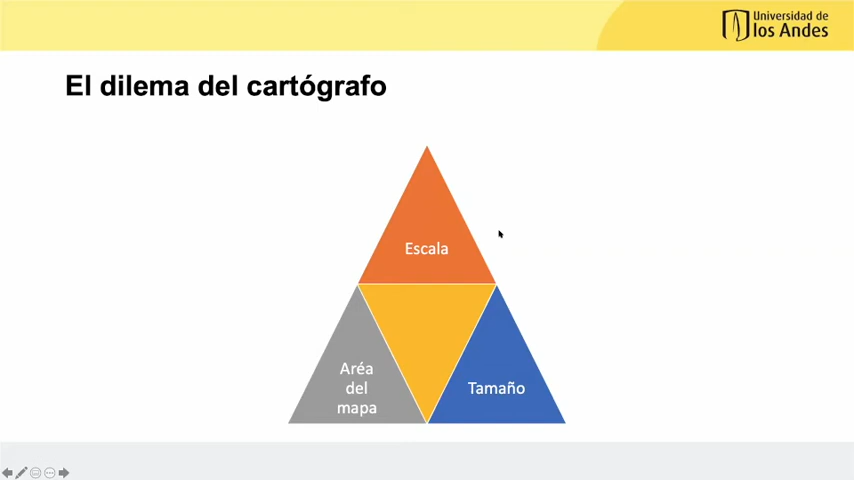 Universidad de
los Andes
El dilema del cartógrafo
Escala
Aréa
del
mapa
Tamaño